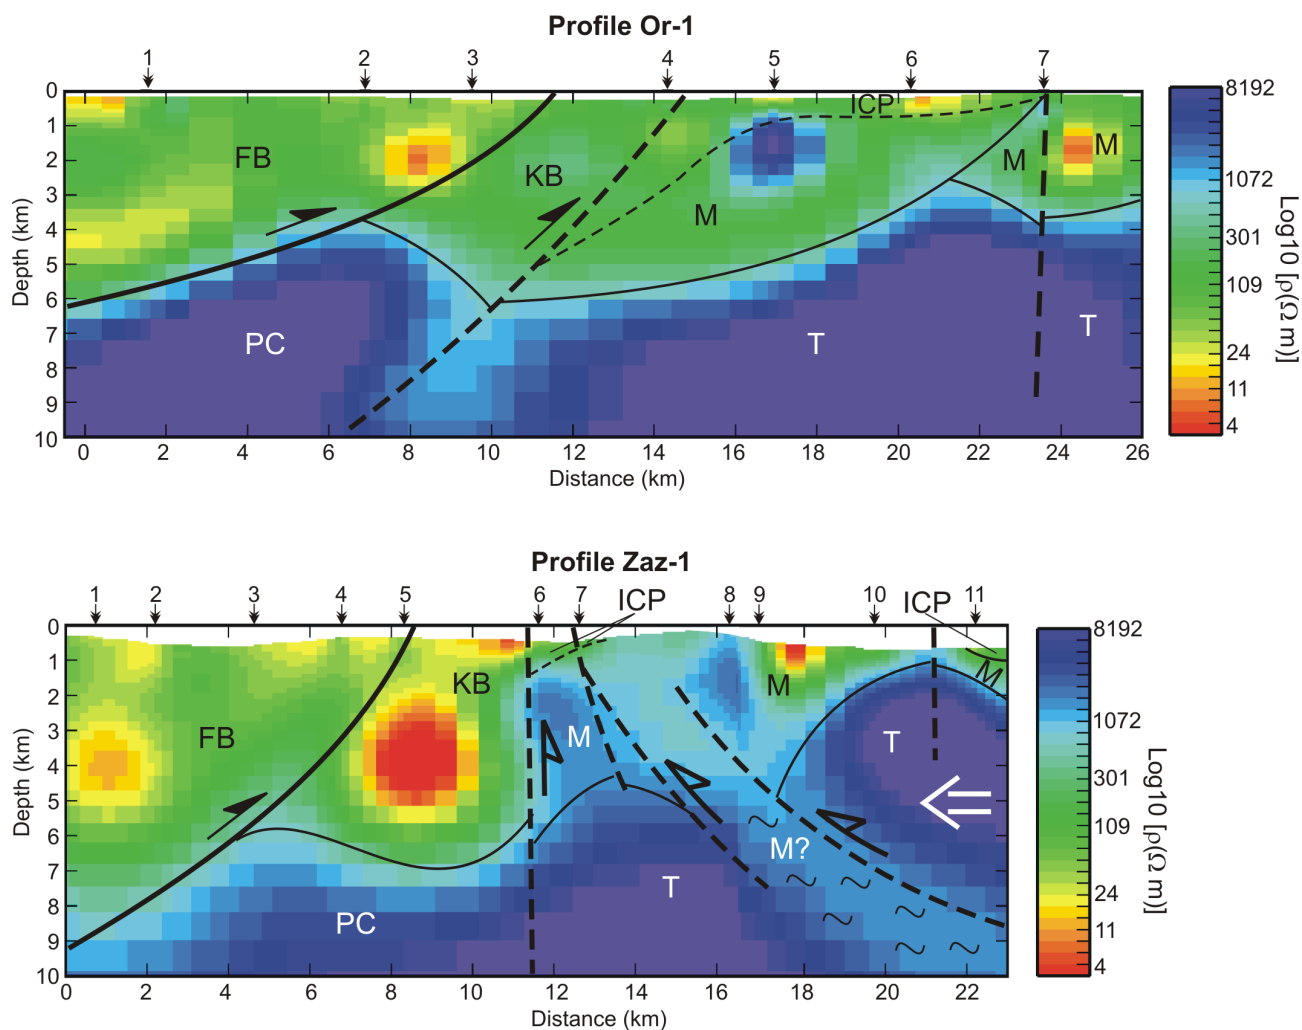 Profile Or-1
1 2 3 4 5 6 7
0
1
2
3
4
5
6
7
8
9
10
Depth (km)
FB
KB
M
ICP
M
M
PC
T
T
0 2 4 6 8 10 12 14 16 18 20 22 24 26
Distance (km)
8192
1072
301
109
24
11
4
Log10 [ρ(Ω m)]
Profile Zaz-1
1 2 3 4 5 6 7 8 9 10 11
ICP
ICP
0
1
2
3
4
5
6
7
8
9
10
Depth (km)
FB
KB
M
M
M
T
M?
T
PC
0 2 4 6 8 10 12 14 16 18 20 22
Distance (km)
8192
1072
301
109
24
11
4
Log10 [ρ(Ω m)]